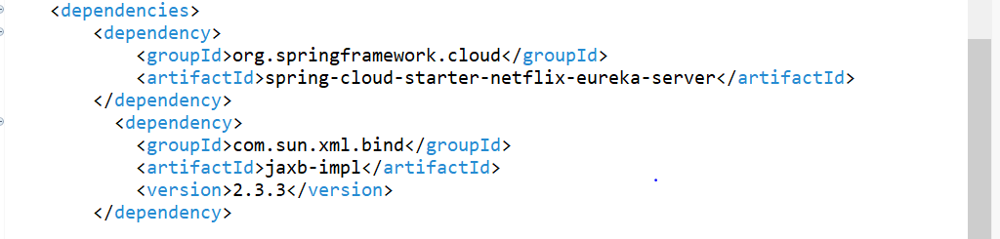 <dependencies>
<dependency>
<groupId>org.springframework.cloud</groupId>
<artifactId>spring-cloud-starter-netflix-eureka-server</artifactId>
</dependency>
<dependency>
<groupId>com.sun.xml.bind</groupId>
<artifactId>jaxb-impl</artifactId>
<version>2.3.3</version>
</dependency>